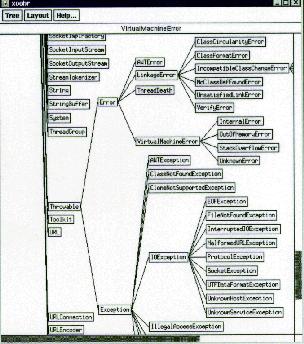 xoohr
Tree Layout Help...
VirtualMachineError
SocketImplFactory
SocketInputStream
SocketOutputStream
StreamTokenizer
String
StringBuffer
System
ThreadGroup
Throwable
Toolkit
URL
URLConnection
URLEncoder
Error
Exception
AWTError
LinkageError
ThreadDeath
VirtualMachineError
ClassCircularityError
ClassFormatError
IncompatibleClassChangeError
NoClassDefFoundError
UnsatisfiedLinkError
VerifyError
InternalError
OutOfMemoryError
StackOverflowError
UnknownError
AWTException
ClassNotFoundException
CloneNotSupportedException
IOException
IllegalAccessException
EOFException
FileNotFoundException
InterruptedIOException
MalformedURLException
ProtocolException
SocketException
UTFDataFormatException
UnknownHostException
UnknownServiceException